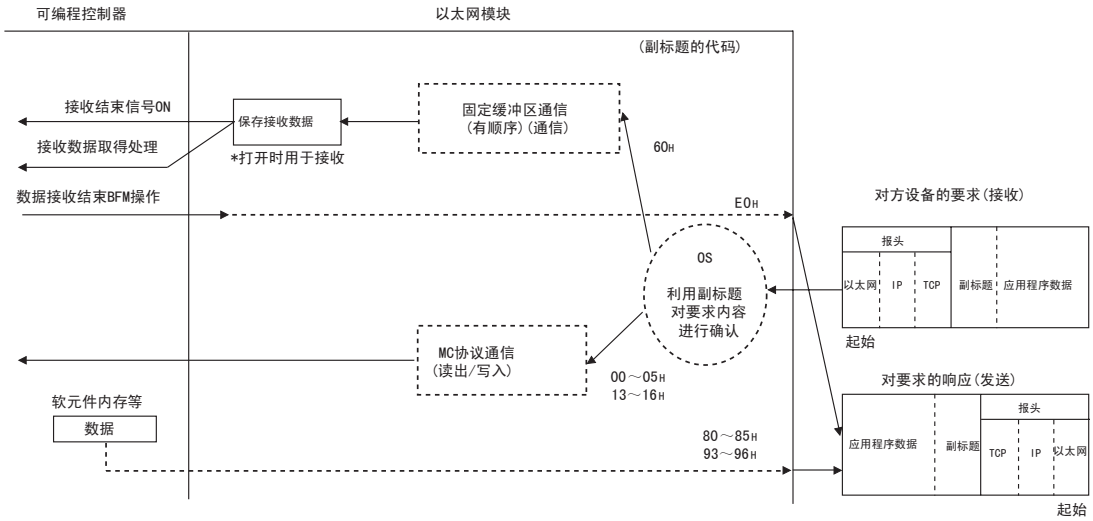 可编程控制器
以太网模块
(副标题的代码)
接收结束信号ON
保存接收数据
固定缓冲区通信
(有顺序)(通信)
接收数据取得处理
*打开时用于接收
60H
数据接收结束BFM操作
E0H
对方设备的要求(接收)
OS
利用副标题
对要求内容
进行确认
报头
以太网 IP TCP 副标题 应用程序数据
起始
MC协议通信
(读出/写入)
00～05H
13～16H
对要求的响应(发送)
软元件内存等
数据
80～85H
93～96H
报头
应用程序数据 副标题 TCP IP 以太网
起始